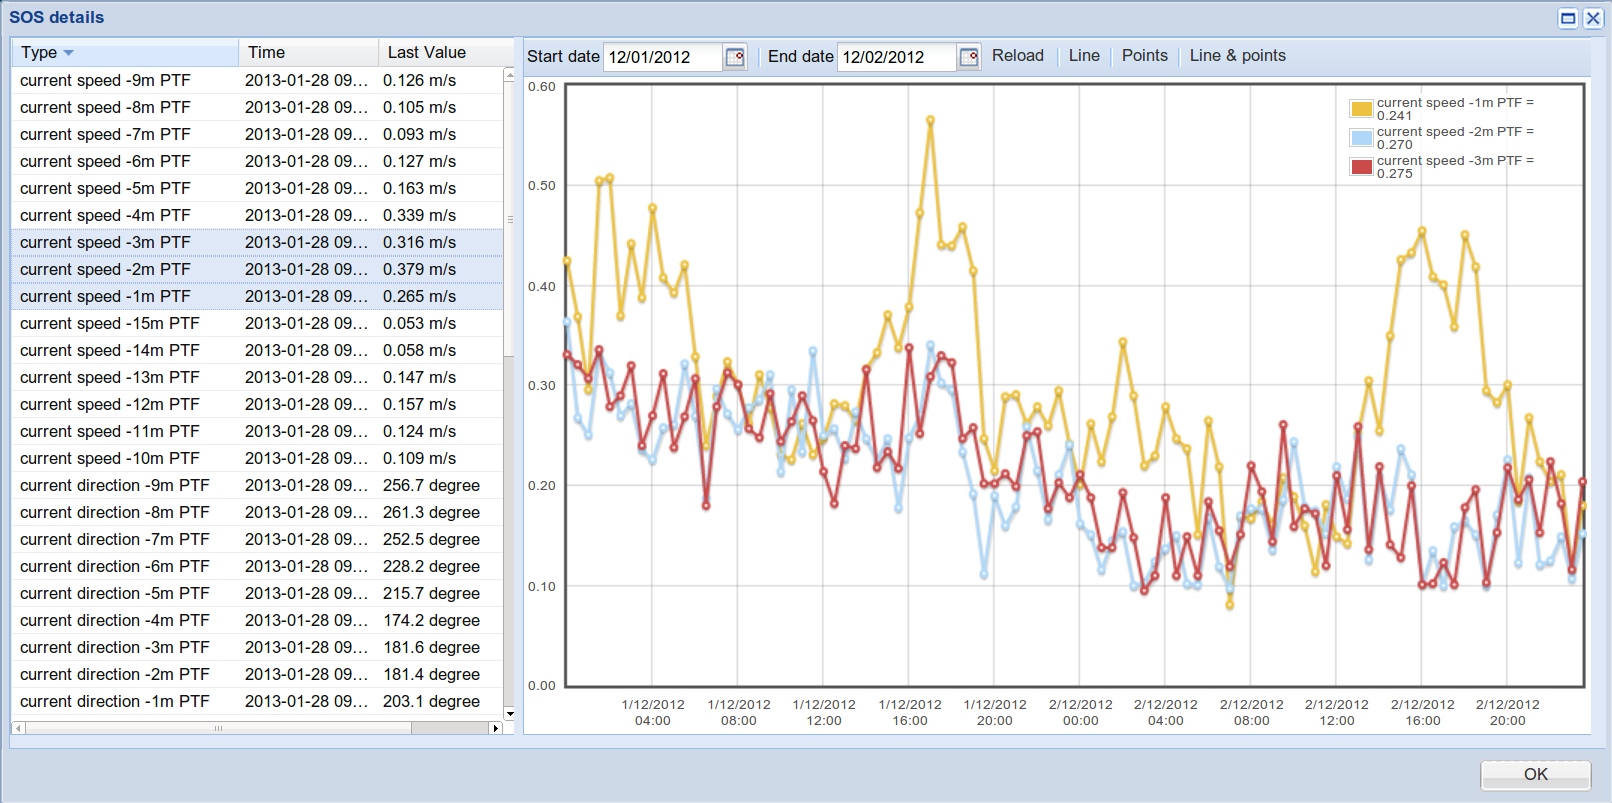 SOS details
Type Time Last Value
current speed -9m PTF 2013-01-28 09... 0.126 m/s
current speed -8m PTF 2013-01-28 09... 0.105 m/s
current speed -7m PTF 2013-01-28 09... 0.093 m/s
current speed -6m PTF 2013-01-28 09... 0.127 m/s
current speed -5m PTF 2013-01-28 09... 0.163 m/s
current speed -4m PTF 2013-01-28 09... 0.339 m/s
current speed -3m PTF 2013-01-28 09... 0.316 m/s
current speed -2m PTF 2013-01-28 09... 0.379 m/s
current speed -1m PTF 2013-01-28 09... 0.265 m/s
current speed -15m PTF 2013-01-28 09... 0.053 m/s
current speed -14m PTF 2013-01-28 09... 0.058 m/s
current speed -13m PTF 2013-01-28 09... 0.147 m/s
current speed -12m PTF 2013-01-28 09... 0.157 m/s
current speed -11m PTF 2013-01-28 09... 0.124 m/s
current speed -10m PTF 2013-01-28 09... 0.109 m/s
current direction -9m PTF 2013-01-28 09... 256.7 degree
current direction -8m PTF 2013-01-28 09... 261.3 degree
current direction -7m PTF 2013-01-28 09... 252.5 degree
current direction -6m PTF 2013-01-28 09... 228.2 degree
current direction -5m PTF 2013-01-28 09... 215.7 degree
current direction -4m PTF 2013-01-28 09... 174.2 degree
current direction -3m PTF 2013-01-28 09... 181.6 degree
current direction -2m PTF 2013-01-28 09... 181.4 degree
current direction -1m PTF 2013-01-28 09... 203.1 degree
Start date 12/01/2012 End date 12/02/2012 Reload Line Points Line & points
0.60
0.50
0.40
0.30
0.20
0.10
0.00
current speed -1m PTF =
0.241
current speed -2m PTF =
0.270
current speed -3m PTF =
0.275
1/12/2012 1/12/2012 1/12/2012 1/12/2012 1/12/2012 2/12/2012 2/12/2012 2/12/2012 2/12/2012 2/12/2012 2/12/2012
04:00 08:00 12:00 16:00 20:00 00:00 04:00 08:00 12:00 16:00 20:00
OK